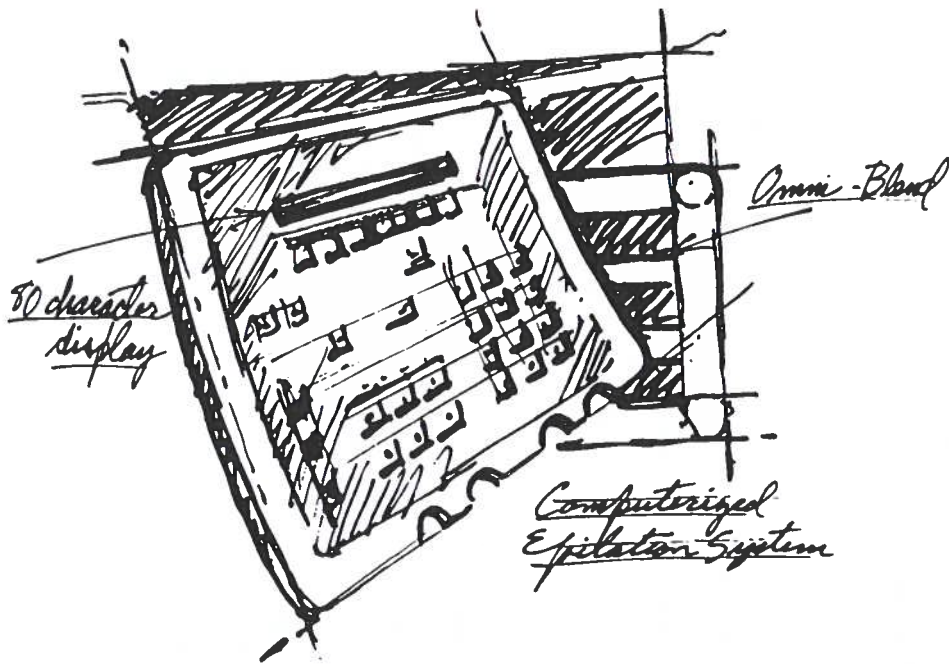 Omni-Blend
80 character
display
Computerized
Epilation System